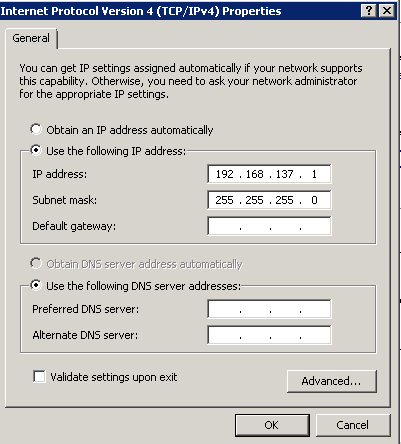 Internet Protocol Version 4 (TCP/IPv4) Properties
General
You can get IP settings assigned automatically if your network supports
this capability. Otherwise, you need to ask your network administrator
for the appropriate IP settings.
Obtain an IP address automatically
Use the following IP address:
IP address: 192 . 168 . 137 . 1
Subnet mask: 255 . 255 . 255 . 0
Default gateway: . . .
Obtain DNS server address automatically
Use the following DNS server addresses:
Preferred DNS server: . . .
Alternate DNS server: . . .
Validate settings upon exit
Advanced...
OK Cancel